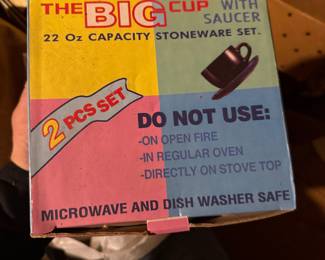 THE BIG CUP WITH
SAUCER
22 Oz CAPACITY STONEWARE SET.
2 PCS SET
DO NOT USE:
-ON OPEN FIRE
-IN REGULAR OVEN
-DIRECTLY ON STOVE TOP
MICROWAVE AND DISH WASHER SAFE